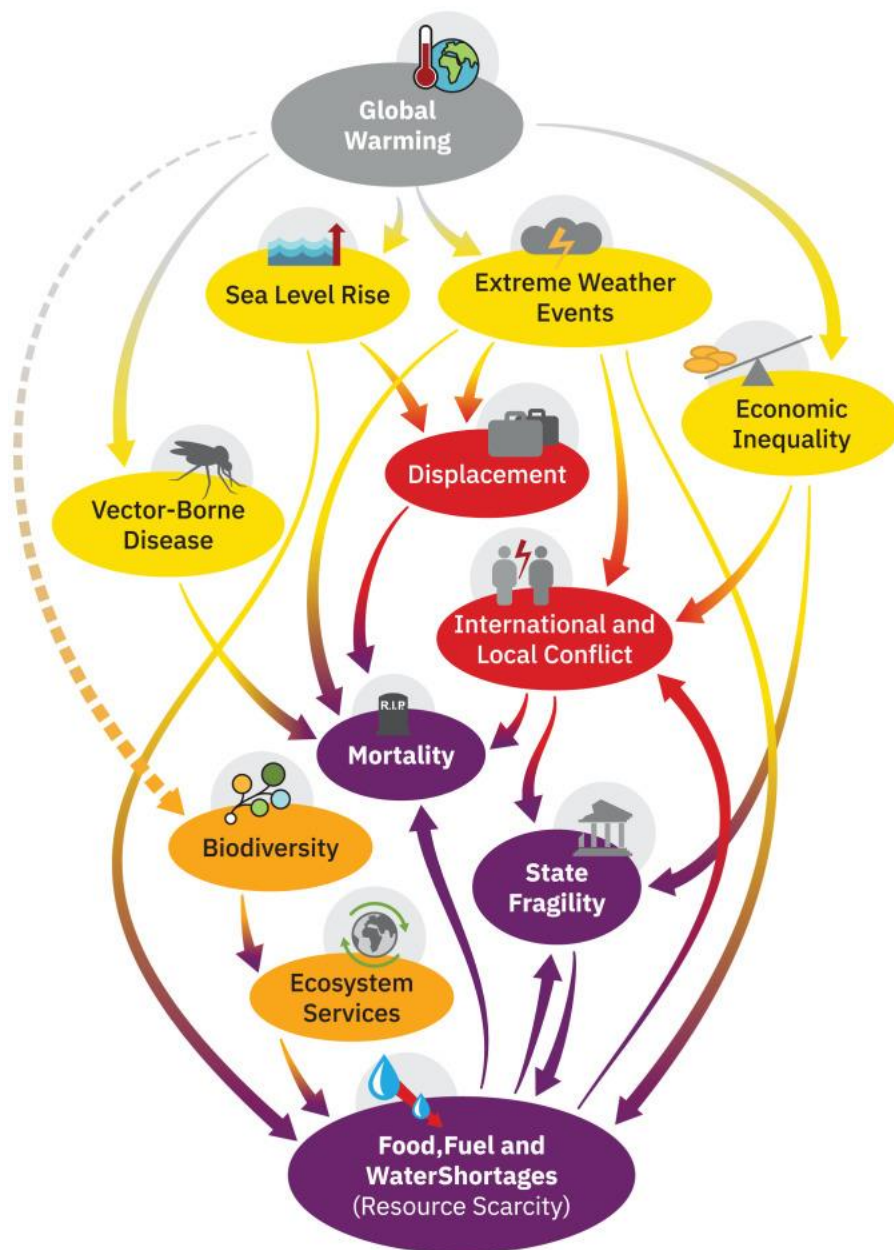 Global
Warming
Sea Level Rise
Extreme Weather
Events
Economic
Inequality
Displacement
Vector-Borne
Disease
International and
Local Conflict
R.I.P.
Mortality
Biodiversity
State
Fragility
Ecosystem
Services
Food,Fuel and
WaterShortages
(Resource Scarcity)